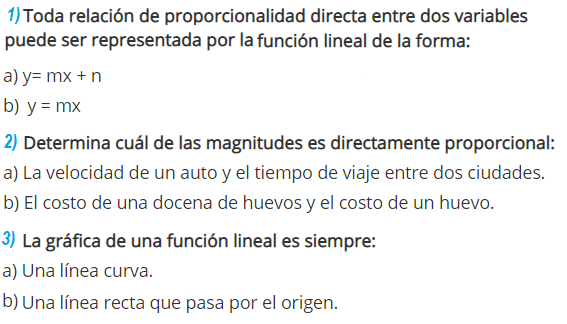 1) Toda relación de proporcionalidad directa entre dos variables
puede ser representada por la función lineal de la forma:
a) y= mx + n
b) y = mx
2) Determina cuál de las magnitudes es directamente proporcional:
a) La velocidad de un auto y el tiempo de viaje entre dos ciudades.
b) El costo de una docena de huevos y el costo de un huevo.
3) La gráfica de una función lineal es siempre:
a) Una línea curva.
b) Una línea recta que pasa por el origen.